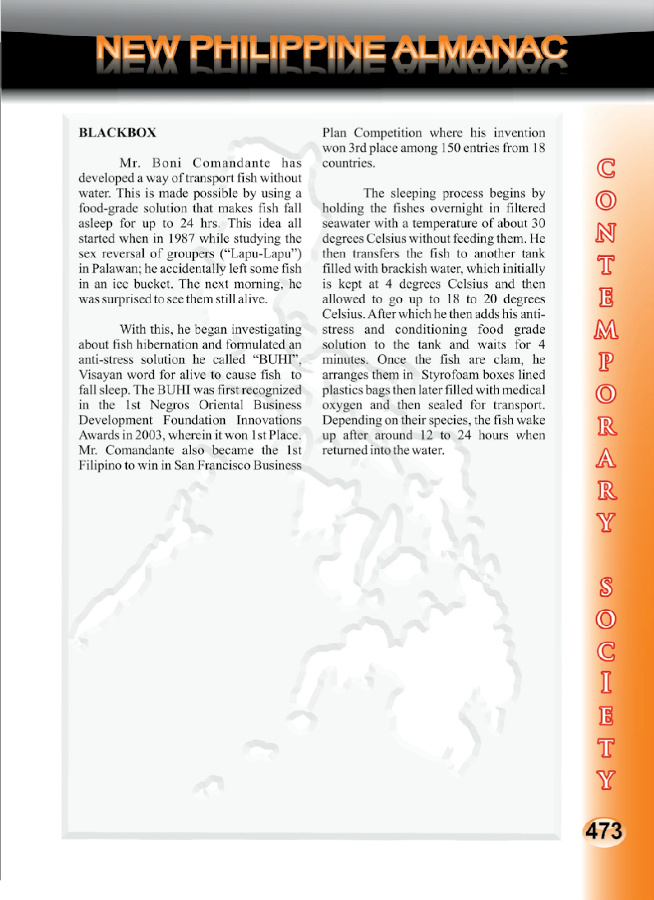 NEW PHILIPPINE ALMANAC
BLACKBOX
Mr. Boni Comandante has
developed a way of transport fish without
water. This is made possible by using a
food-grade solution that makes fish fall
asleep for up to 24 hrs. This idea all
started when in 1987 while studying the
sex reversal of groupers (“Lapu-Lapu”)
in Palawan; he accidentally left some fish
in an ice bucket. The next morning, he
was surprised to see them still alive.
With this, he began investigating
about fish hibernation and formulated an
anti-stress solution he called “BUHI”,
Visayan word for alive to cause fish to
fall sleep. The BUHI was first recognized
in the 1st Negros Oriental Business
Development Foundation Innovations
Awards in 2003, wherein it won 1st Place.
Mr. Comandante also became the 1st
Filipino to win in San Francisco Business
Plan Competition where his invention
won 3rd place among 150 entries from 18
countries.
The sleeping process begins by
holding the fishes overnight in filtered
seawater with a temperature of about 30
degrees Celsius without feeding them. He
then transfers the fish to another tank
filled with brackish water, which initially
is kept at 4 degrees Celsius and then
allowed to go up to 18 to 20 degrees
Celsius. After which he then adds his anti-
stress and conditioning food grade
solution to the tank and waits for 4
minutes. Once the fish are clam, he
arranges them in Styrofoam boxes lined
plastics bags then later filled with medical
oxygen and then sealed for transport.
Depending on their species, the fish wake
up after around 12 to 24 hours when
returned into the water.
CONTEMPORARY SOCIETY
473